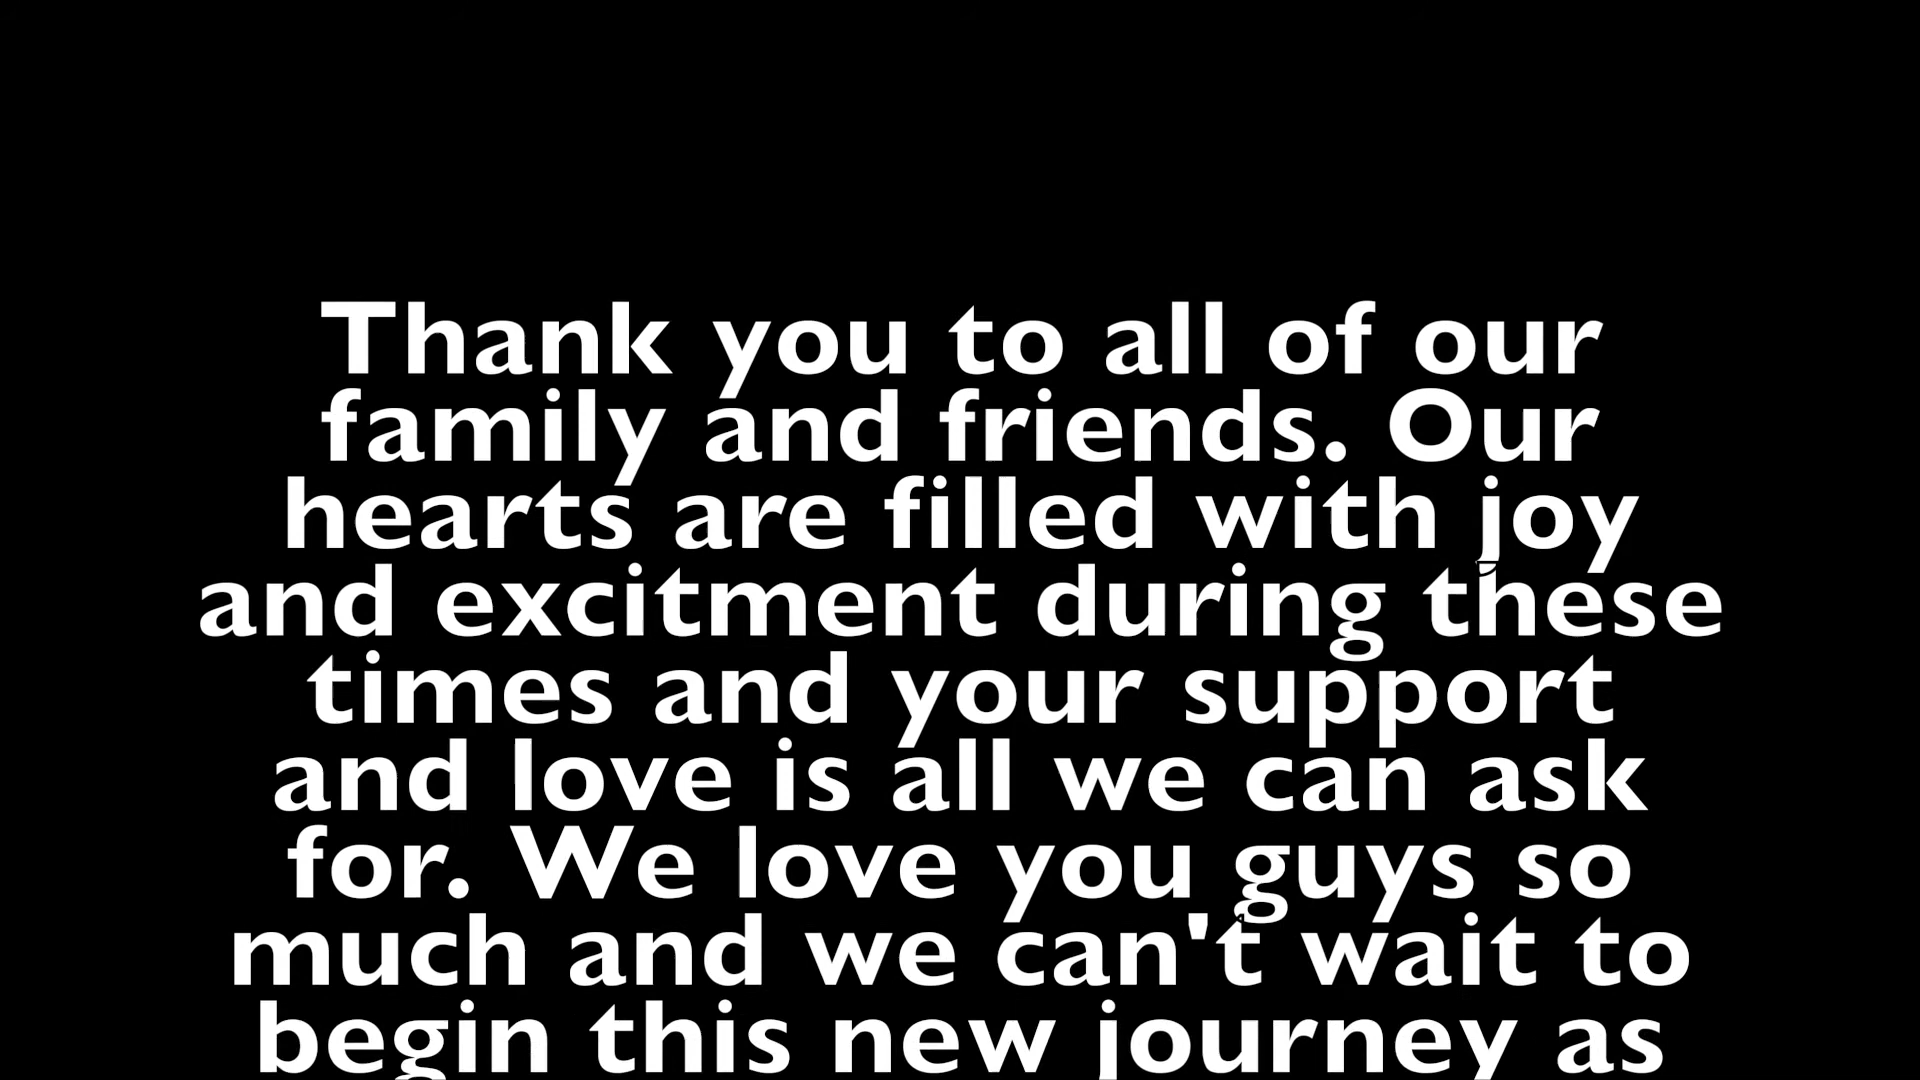 Thank you to all of our
family and friends. Our
hearts are filled with joy
and excitment during these
times and your support
and love is all we can ask
for. We love you guys so
much and we can't wait to
begin this new journey as